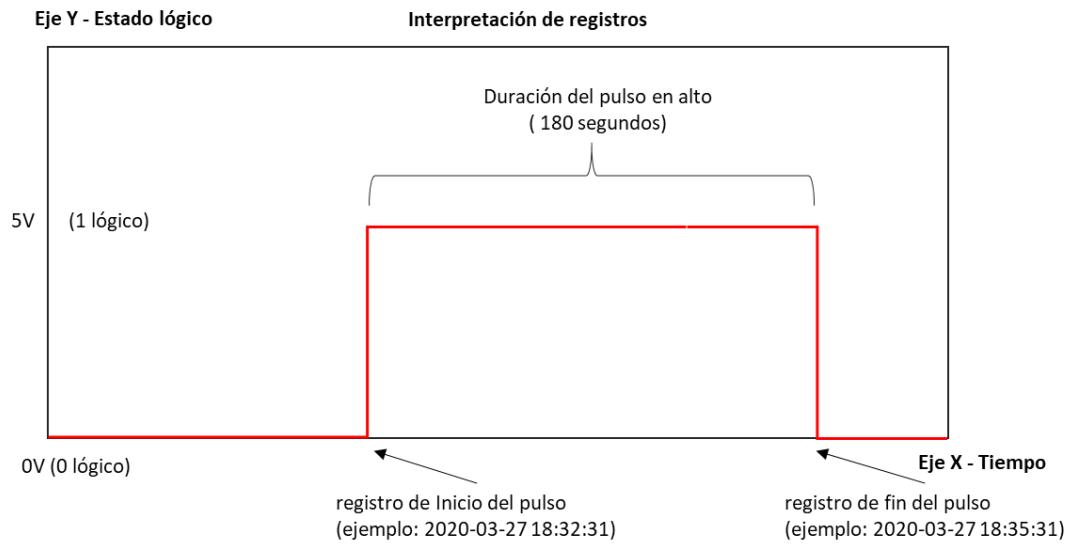 Eje Y - Estado lógico
Interpretación de registros
Duración del pulso en alto
( 180 segundos)
5V
(1 lógico)
0V (0 lógico)
Eje X - Tiempo
registro de Inicio del pulso
(ejemplo: 2020-03-27 18:32:31)
registro de fin del pulso
(ejemplo: 2020-03-27 18:35:31)